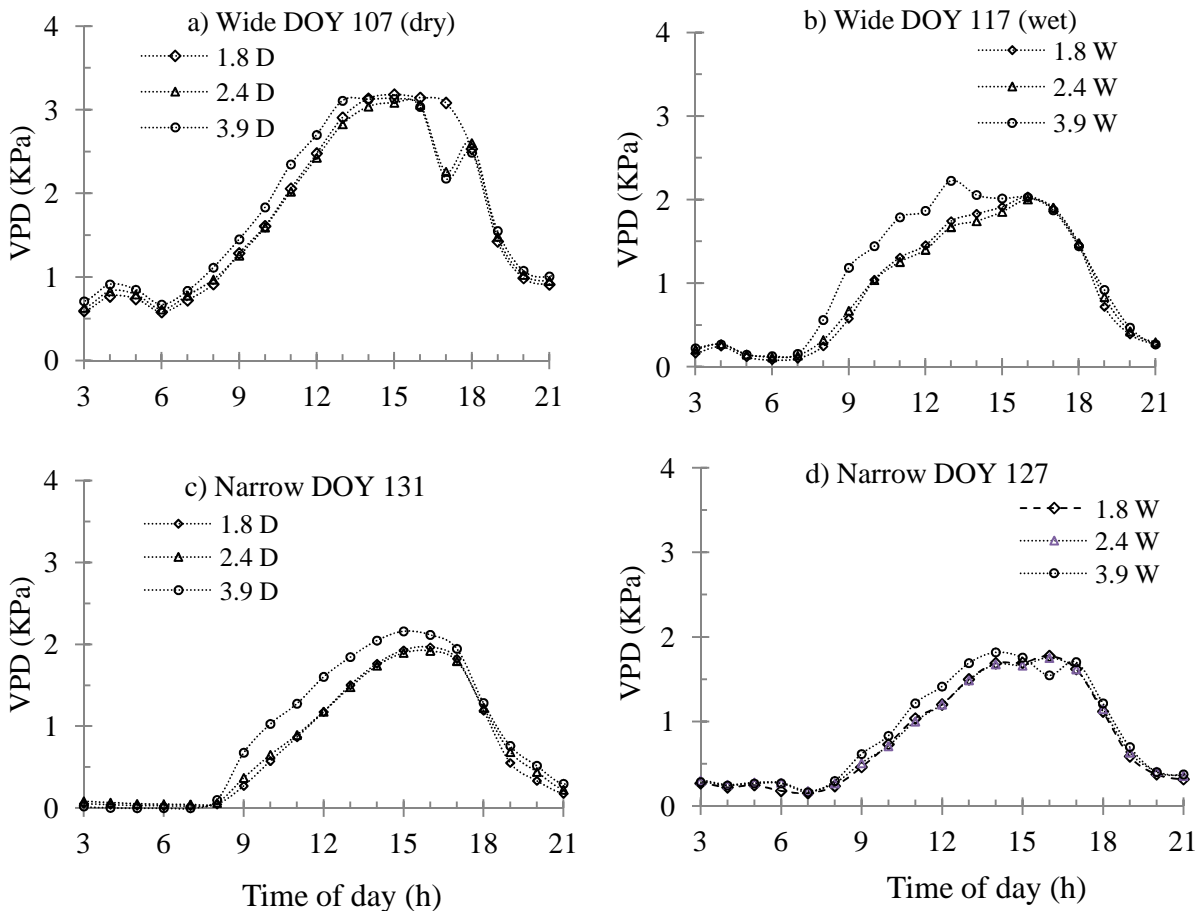 a) Wide DOY 107 (dry)
1.8 D
2.4 D
3.9 D
VPD (KPa)
4
3
2
1
0
3 6 9 12 15 18 21
b) Wide DOY 117 (wet)
1.8 W
2.4 W
3.9 W
VPD (KPa)
4
3
2
1
0
3 6 9 12 15 18 21
c) Narrow DOY 131
1.8 D
2.4 D
3.9 D
VPD (KPa)
4
3
2
1
0
3 6 9 12 15 18 21
Time of day (h)
d) Narrow DOY 127
1.8 W
2.4 W
3.9 W
VPD (KPa)
4
3
2
1
0
3 6 9 12 15 18 21
Time of day (h)